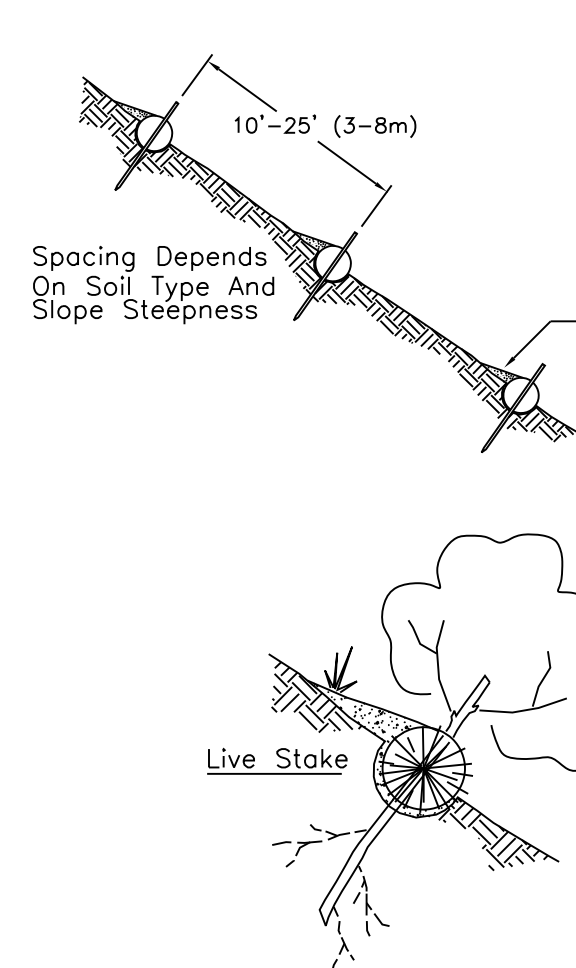 10'-25' (3-8m)
Spacing Depends
On Soil Type And
Slope Steepness
Live Stake